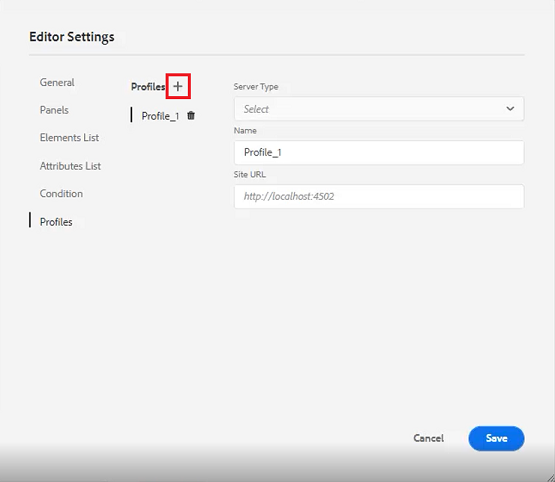 Editor Settings
General
Panels
Elements List
Attributes List
Condition
Profiles
Profiles +
Profile_1
Server Type
Select
Name
Profile_1
Site URL
http://localhost:4502
Cancel
Save